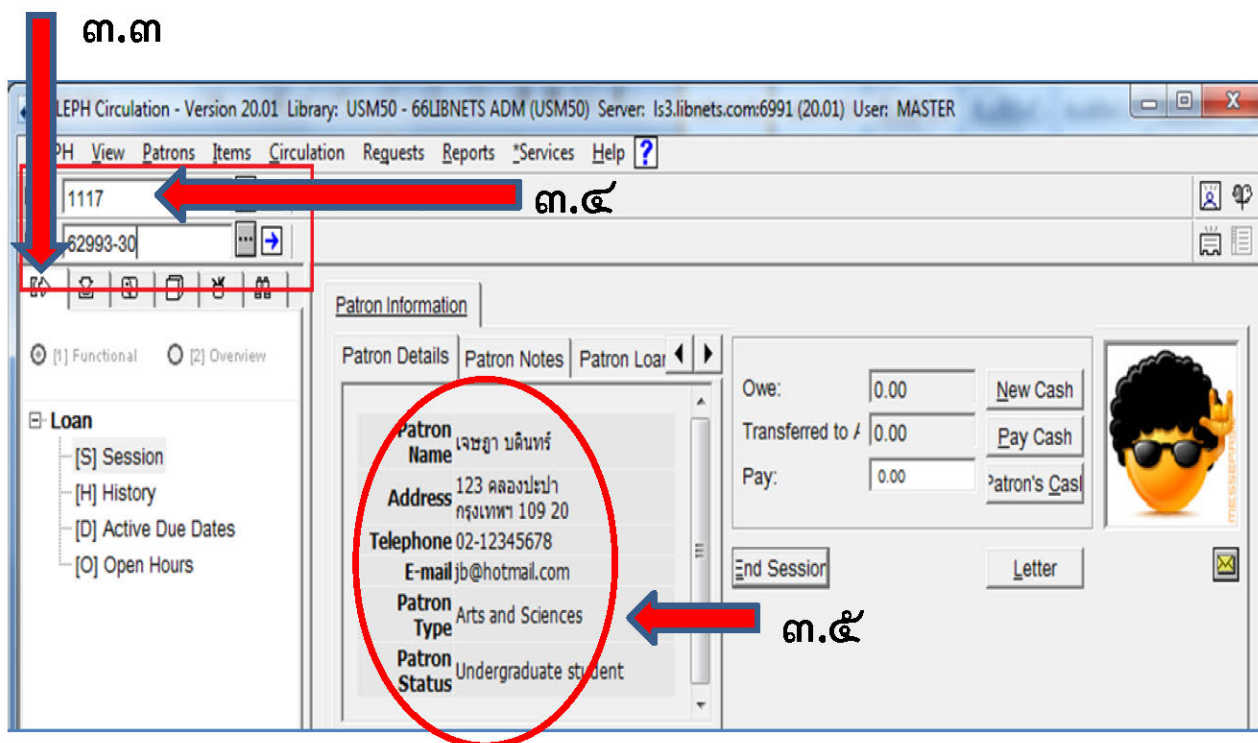 ๓.๓
LEPH Circulation - Version 20.01 Library: USM50 - 66LIBNETS ADM (USM50) Server: ls3.libnets.com:6991 (20.01) User: MASTER
PH View Patrons Items Circulation Requests Reports *Services Help ?
1117
๓.๔
62993-30
Patron Information
[1] Functional [2] Overview
Patron Details Patron Notes Patron Loar
Owe: 0.00 New Cash
Transferred to A 0.00 Pay Cash
Pay: 0.00 Patron's Cash
Loan
[S] Session
[H] History
[D] Active Due Dates
[O] Open Hours
Patron Name เจษฎา บดินทร์
Address 123 คลองปะปา
กรุงเทพฯ 109 20
Telephone 02-12345678
E-mail jb@hotmail.com
Patron Type Arts and Sciences
Patron Status Undergraduate student
End Session Letter
๓.๕